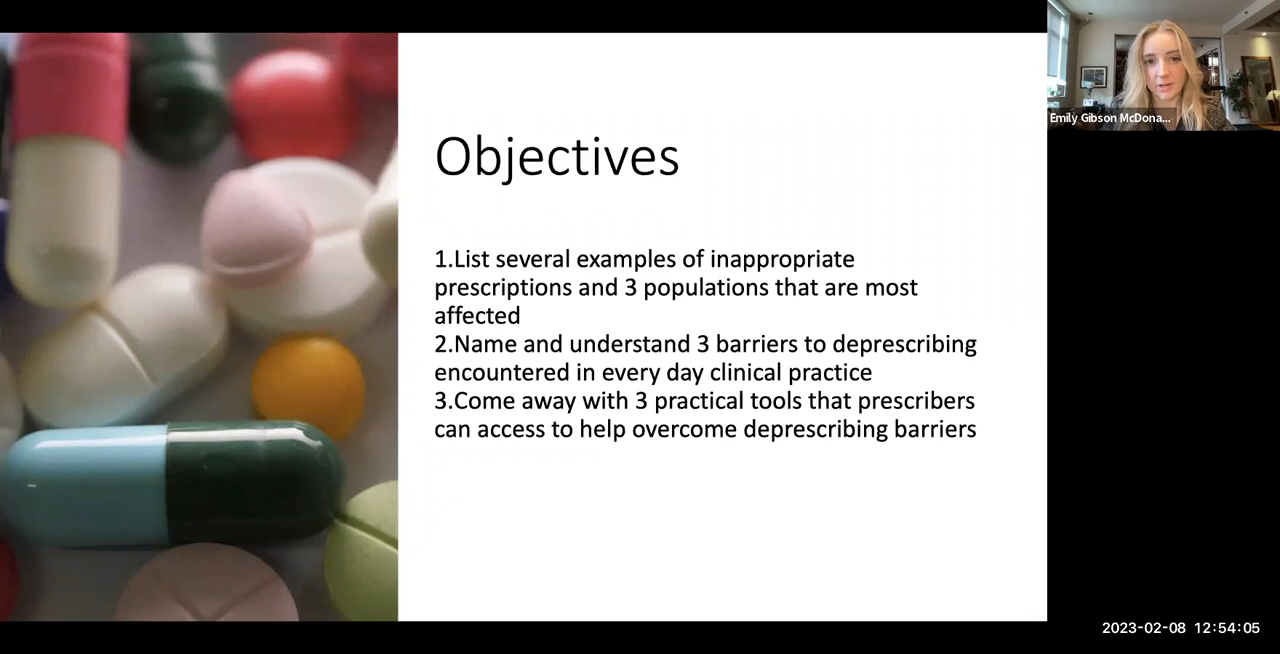 Objectives
1.List several examples of inappropriate
prescriptions and 3 populations that are most
affected
2.Name and understand 3 barriers to deprescribing
encountered in every day clinical practice
3.Come away with 3 practical tools that prescribers
can access to help overcome deprescribing barriers
Emily Gibson McDona...
2023-02-08 12:54:05